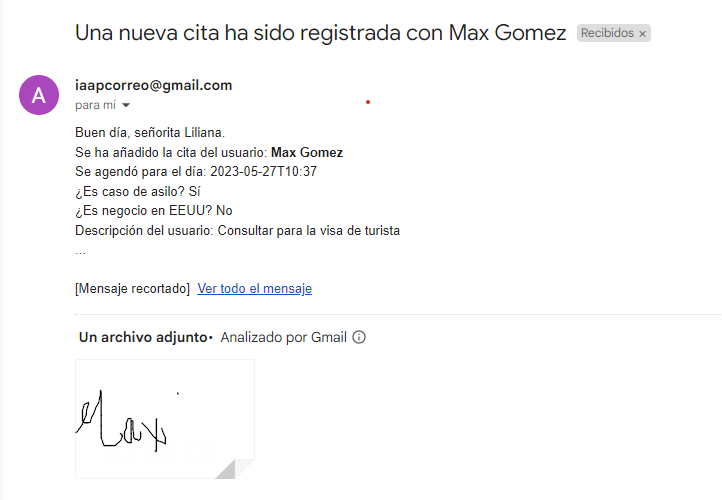 Una nueva cita ha sido registrada con Max Gomez Recibidos ×
A
iaapcorreo@gmail.com
para mí
Buen día, señorita Liliana.
Se ha añadido la cita del usuario: Max Gomez
Se agendó para el día: 2023-05-27T10:37
¿Es caso de asilo? Sí
¿Es negocio en EEUU? No
Descripción del usuario: Consultar para la visa de turista
...
[Mensaje recortado] Ver todo el mensaje
Un archivo adjunto• Analizado por Gmail
Maxi